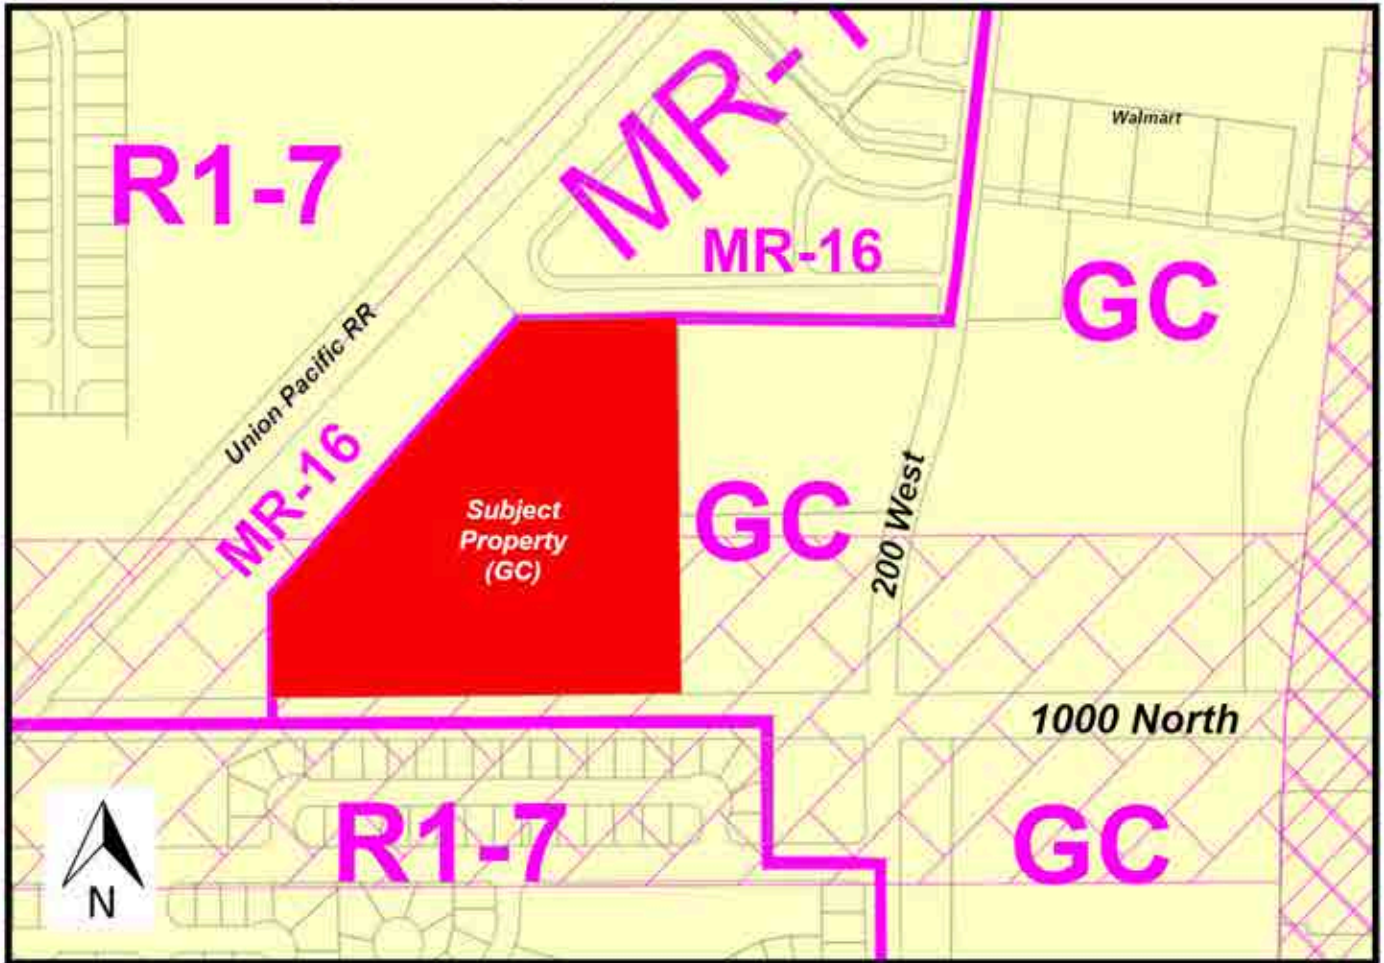 MR-1
Walmart
R1-7
MR-16
GC
Union Pacific RR
MR-16
Subject
Property
(GC)
GC
200 West
1000 North
R1-7
GC
N